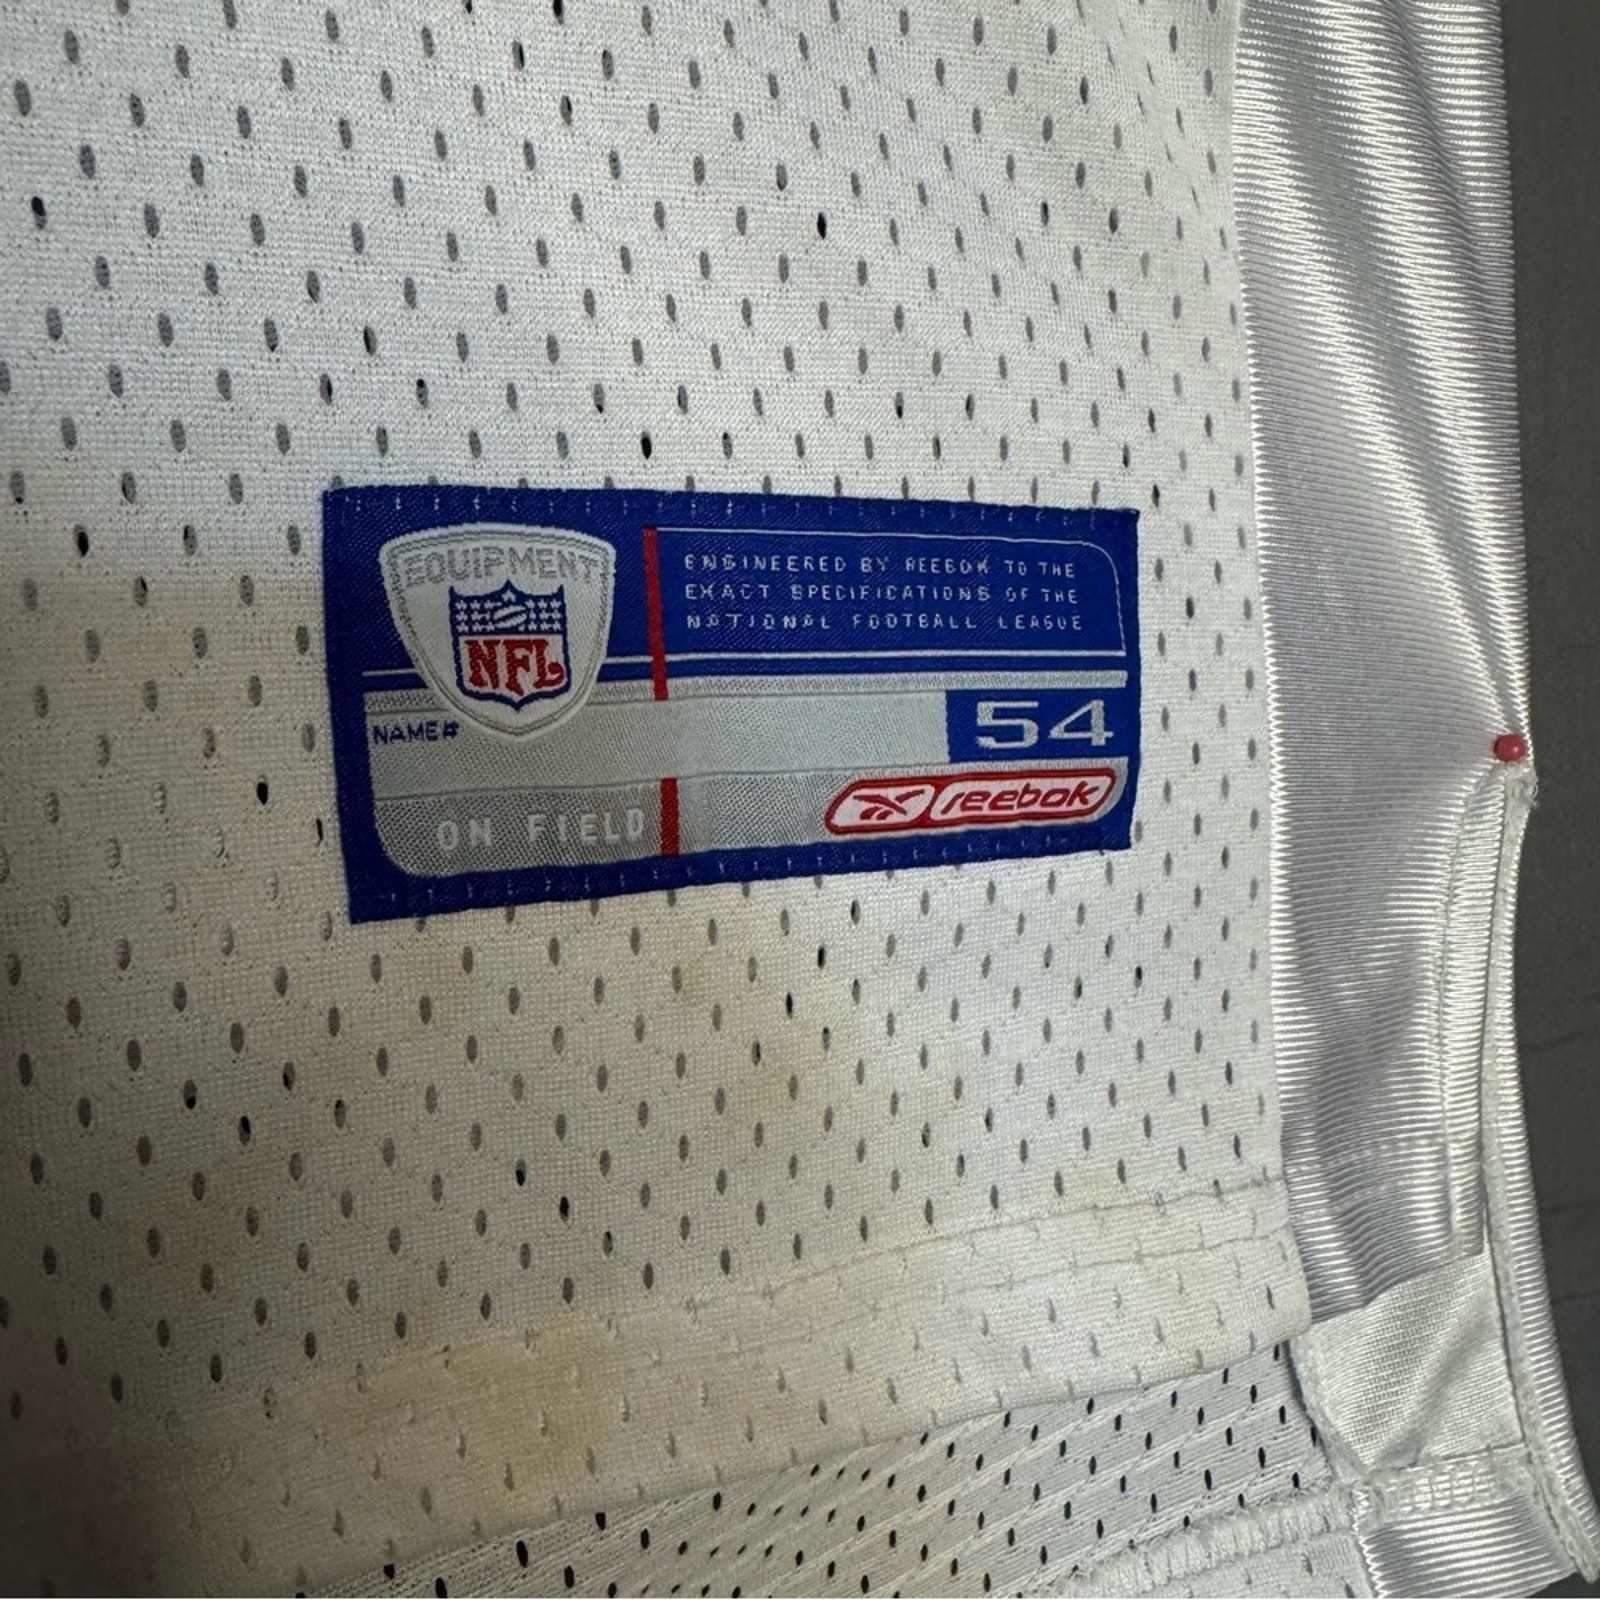 EQUIPMENT
NFL
ENGINEERED BY REEBOK TO THE
EXACT SPECIFICATIONS OF THE
NATIONAL FOOTBALL LEAGUE
NAME#
54
ON FIELD
reebok